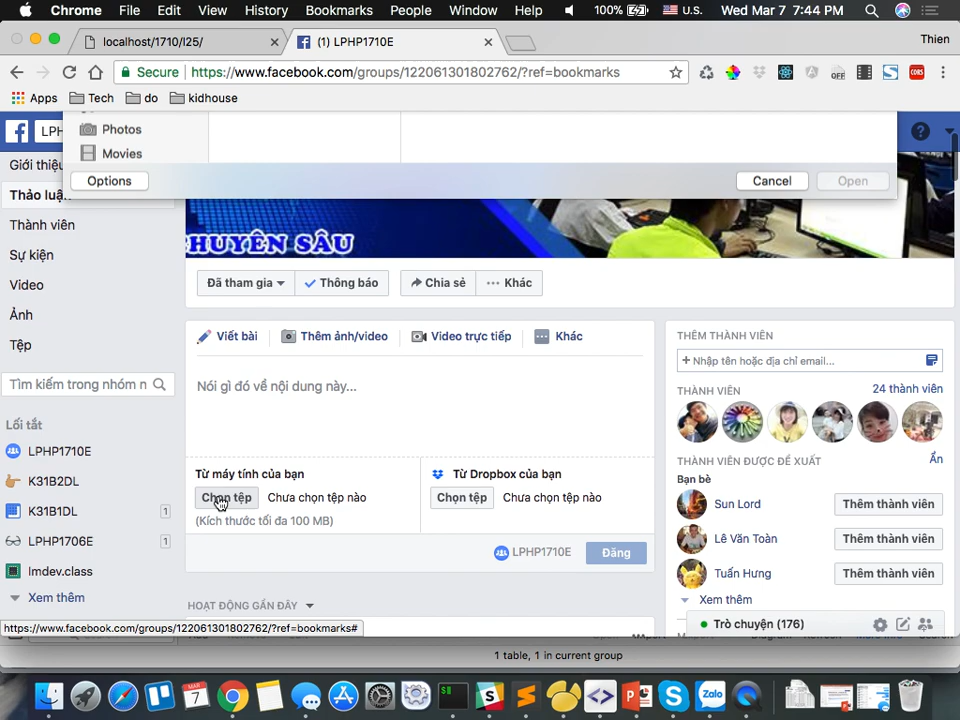 Chrome File Edit View History Bookmarks People Window Help 100% U.S. Wed Mar 7 7:44 PM
localhost/1710/l25/ (1) LPHP1710E Thien
Secure https://www.facebook.com/groups/122061301802762/?ref=bookmarks OFF CORS
Apps Tech do kidhouse
Photos
Movies
Options Cancel Open
Giới thiệu
Thảo luận
Thành viên
Sự kiện
Video
Ảnh
Tệp
Tìm kiếm trong nhóm n
Lối tắt
LPHP1710E
K31B2DL
K31B1DL 1
LPHP1706E 1
Imdev.class
Xem thêm
https://www.facebook.com/groups/122061301802762/?ref=bookmarks#
CHUYÊN SÂU
Đã tham gia Thông báo Chia sẻ Khác
Viết bài Thêm ảnh/video Video trực tiếp Khác
Nói gì đó về nội dung này...
Từ máy tính của bạn
Chọn tệp Chưa chọn tệp nào
(Kích thước tối đa 100 MB)
Từ Dropbox của bạn
Chọn tệp Chưa chọn tệp nào
LPHP1710E Đăng
HOẠT ĐỘNG GẦN ĐÂY
THÊM THÀNH VIÊN
Nhập tên hoặc địa chỉ email...
THÀNH VIÊN 24 thành viên
THÀNH VIÊN ĐƯỢC ĐỀ XUẤT Ẩn
Bạn bè
Sun Lord Thêm thành viên
Lê Văn Toàn Thêm thành viên
Tuấn Hưng Thêm thành viên
Xem thêm
Trò chuyện (176)
1 table, 1 in current group
Zalo